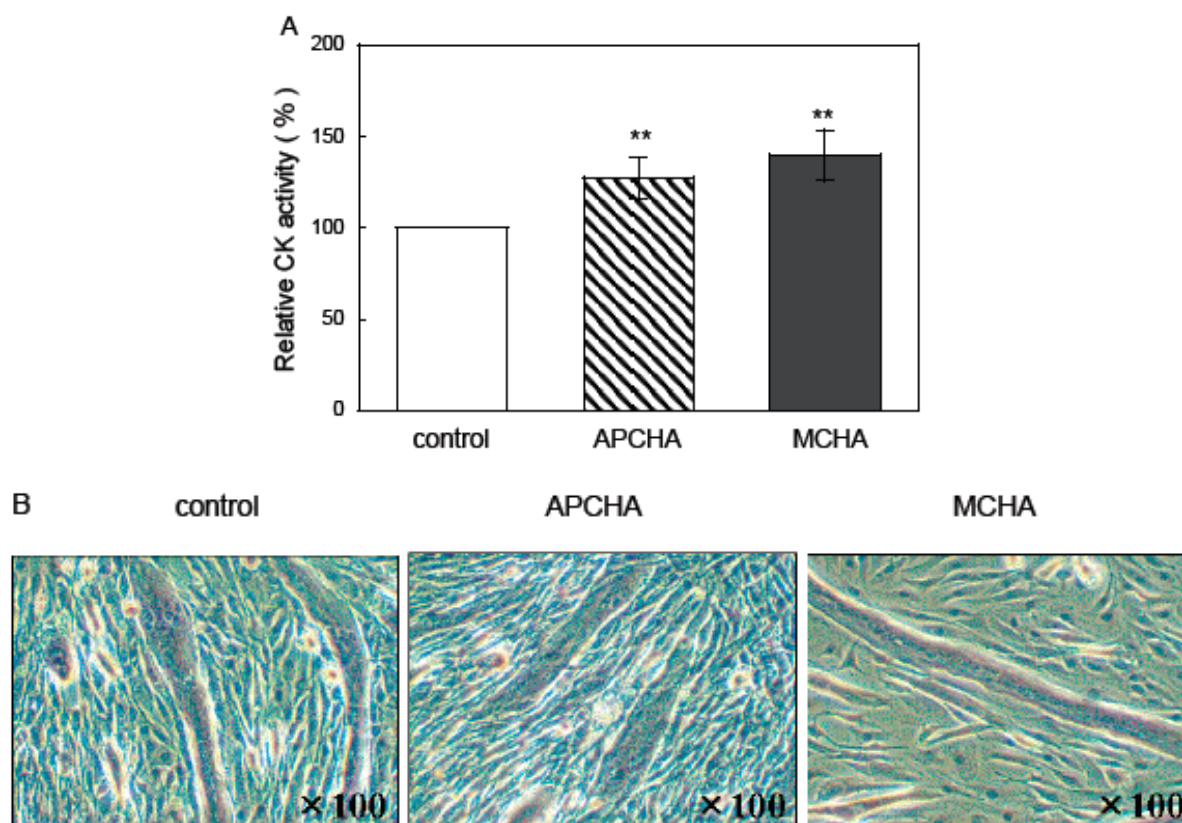 A
Relative CK activity ( % )
200
150
100
50
0
**
**
control APCHA MCHA
B control APCHA MCHA
×100 ×100 ×100